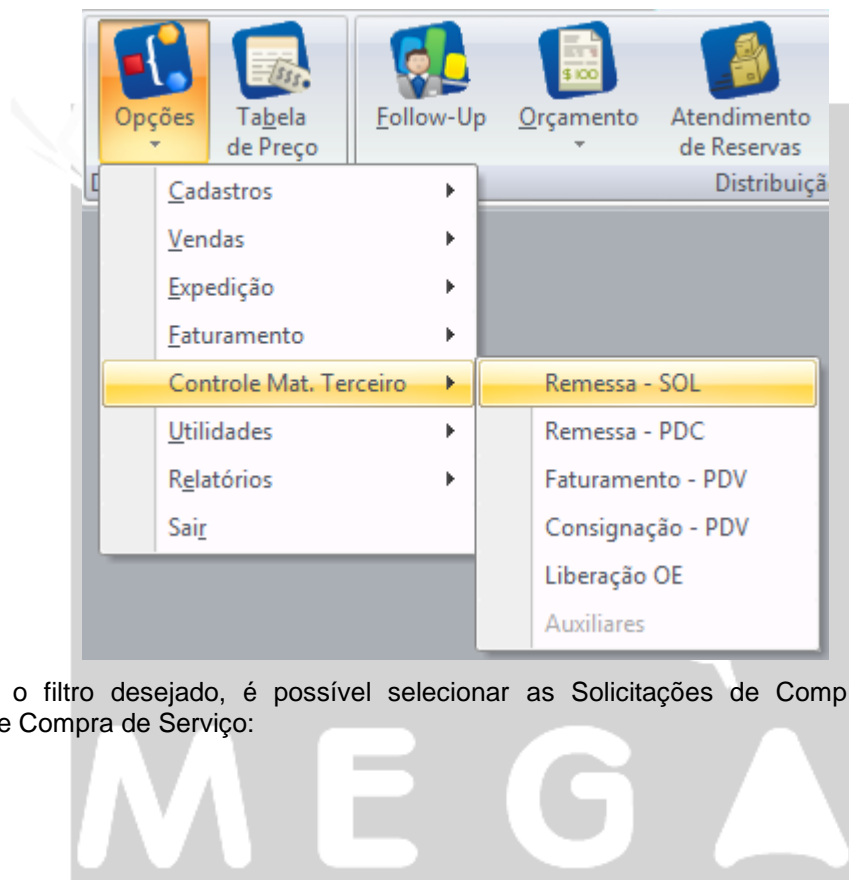 Opções
Tabela
de Preço
Follow-Up
Orçamento
Atendimento
de Reservas
$ 100
$$$
Distribuiçã
Cadastros
Vendas
Expedição
Faturamento
Controle Mat. Terceiro
Utilidades
Relatórios
Sair
Remessa - SOL
Remessa - PDC
Faturamento - PDV
Consignação - PDV
Liberação OE
Auxiliares
o filtro desejado, é possível selecionar as Solicitações de Comp
e Compra de Serviço:
MEGA